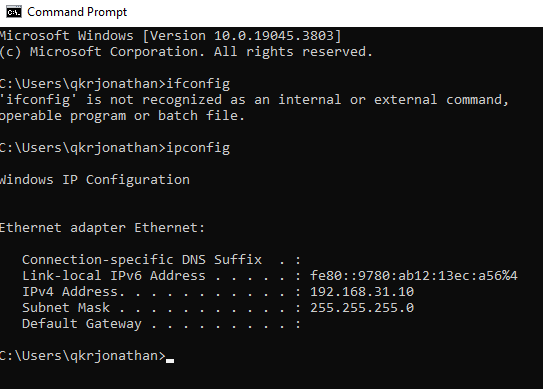 Command Prompt
Microsoft Windows [Version 10.0.19045.3803]
(c) Microsoft Corporation. All rights reserved.
C:\Users\qkrjonathan>ifconfig
'ifconfig' is not recognized as an internal or external command,
operable program or batch file.
C:\Users\qkrjonathan>ipconfig
Windows IP Configuration
Ethernet adapter Ethernet:
Connection-specific DNS Suffix  . :
Link-local IPv6 Address . . . . . : fe80::9780:ab12:13ec:a56%4
IPv4 Address. . . . . . . . . . . : 192.168.31.10
Subnet Mask . . . . . . . . . . . : 255.255.255.0
Default Gateway . . . . . . . . . :
C:\Users\qkrjonathan>